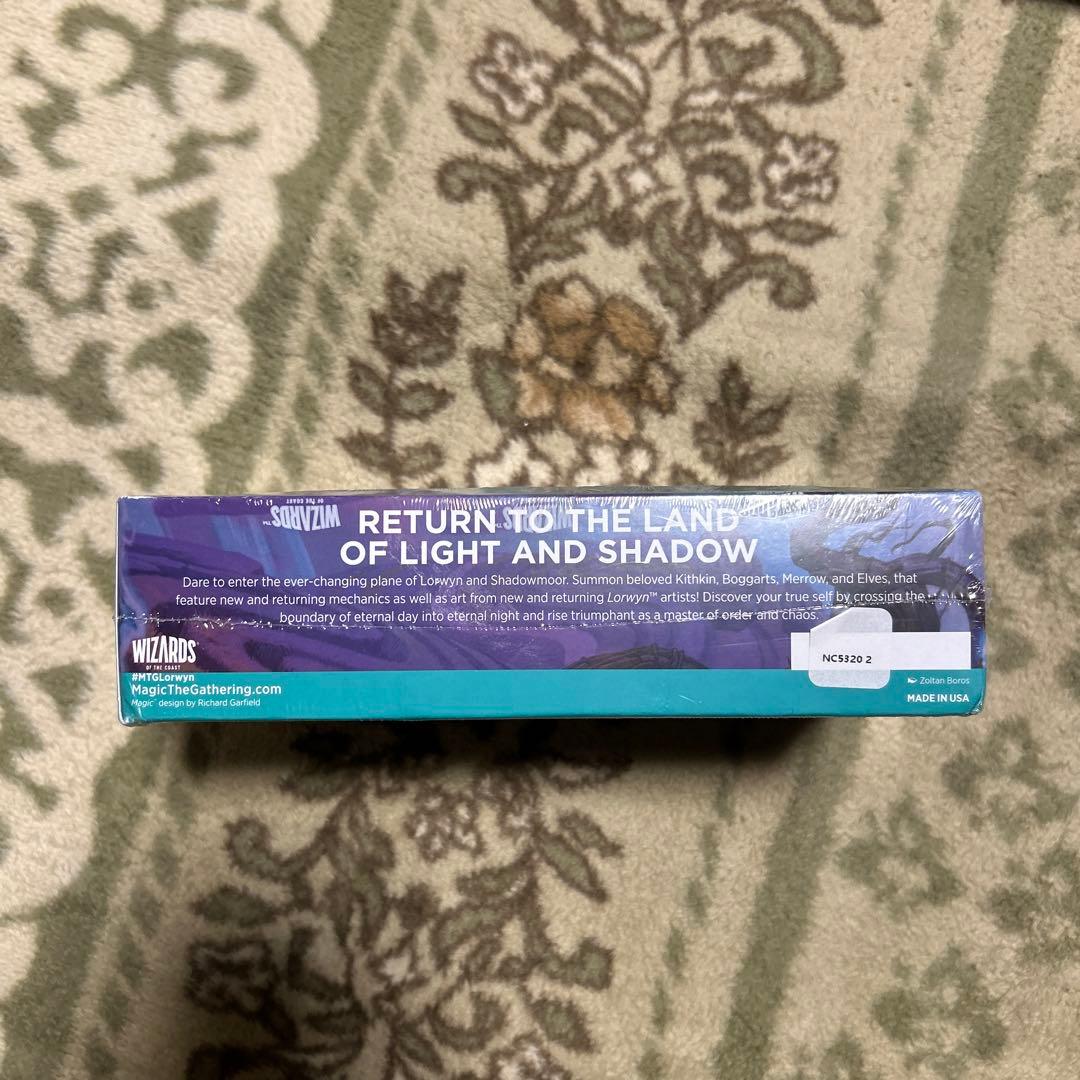 WIZARDS™ WIZARDS
OF THE COAST
RETURN TO THE LAND
OF LIGHT AND SHADOW
Dare to enter the ever-changing plane of Lorwyn and Shadowmoor. Summon beloved Kithkin, Boggarts, Merrow, and Elves, that
feature new and returning mechanics as well as art from new and returning Lorwyn™ artists! Discover your true self by crossing the
boundary of eternal day into eternal night and rise triumphant as a master of order and chaos.
WIZARDS
OF THE COAST
#MTGLorwyn
MagicTheGathering.com
Magic® design by Richard Garfield
NC5320 2
Zoltan Boros
MADE IN USA